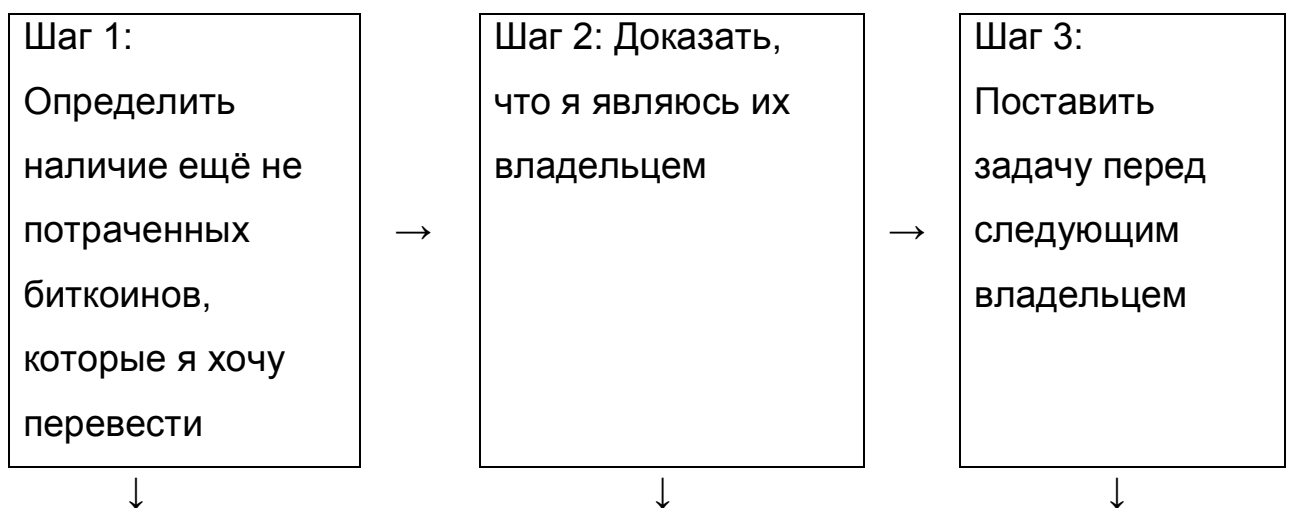 Шаг 1:
Определить
наличие ещё не
потраченных
биткоинов,
которые я хочу
перевести
→
Шаг 2: Доказать,
что я являюсь их
владельцем
→
Шаг 3:
Поставить
задачу перед
следующим
владельцем
↓ ↓ ↓